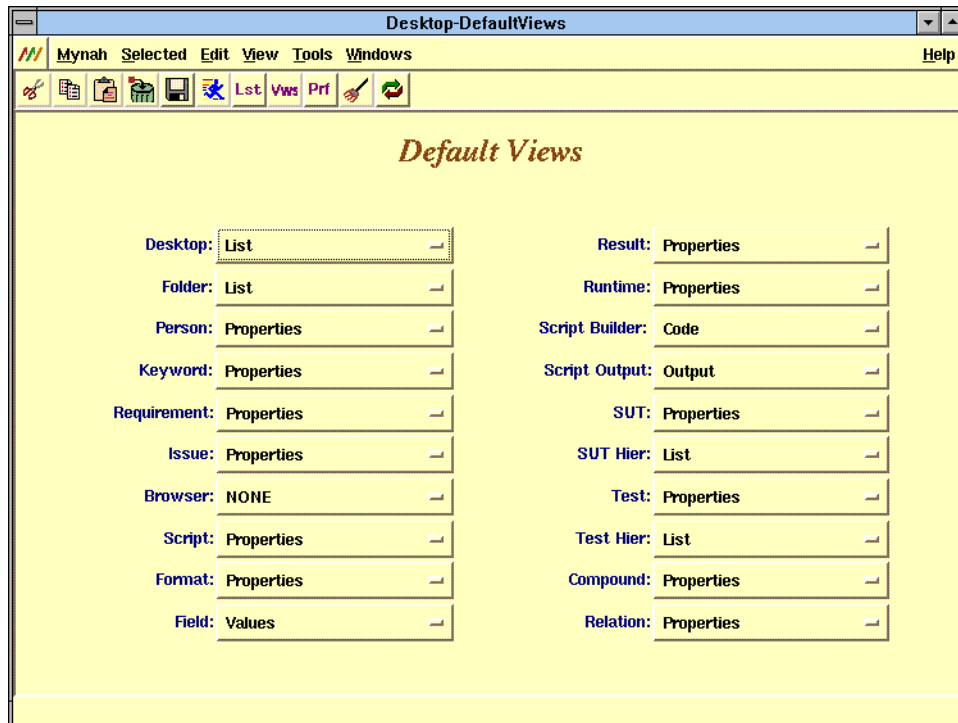 Desktop-DefaultViews
Mynah Selected Edit View Tools Windows Help
Lst Vws Prf
Default Views
Desktop: List Result: Properties
Folder: List Runtime: Properties
Person: Properties Script Builder: Code
Keyword: Properties Script Output: Output
Requirement: Properties SUT: Properties
Issue: Properties SUT Hier: List
Browser: NONE Test: Properties
Script: Properties Test Hier: List
Format: Properties Compound: Properties
Field: Values Relation: Properties